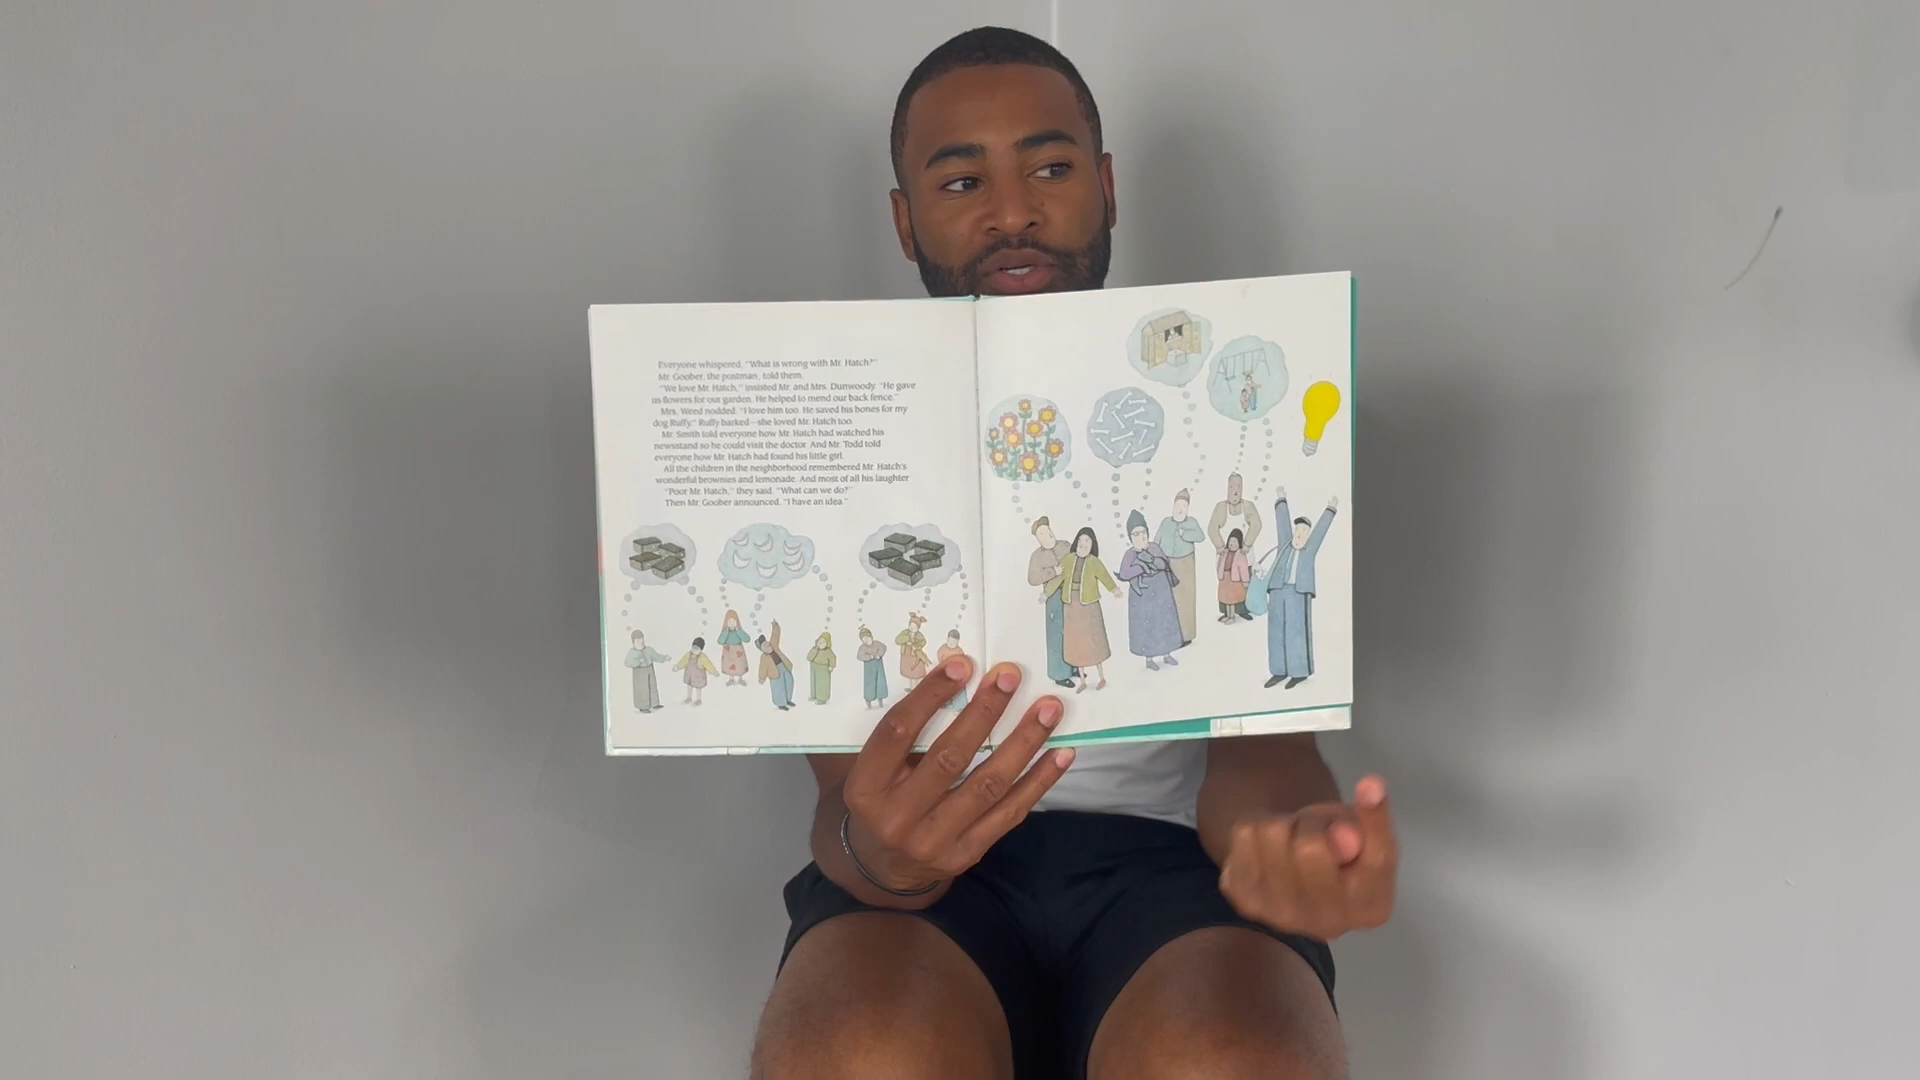 Everyone whispered, "What is wrong with Mr. Hatch?"
Mr. Goober, the postman, told them.
"We love Mr. Hatch," insisted Mr. and Mrs. Dunwoody. "He gave
us flowers for our garden. He helped to mend our back fence."
Mrs. Weed nodded. "I love him too. He saved his bones for my
dog Ruffy." Ruffy barked—she loved Mr. Hatch too.
Mr. Smith told everyone how Mr. Hatch had watched his
newsstand so he could visit the doctor. And Mr. Todd told
everyone how Mr. Hatch had found his little girl.
All the children in the neighborhood remembered Mr. Hatch's
wonderful brownies and lemonade. And most of all his laughter.
"Poor Mr. Hatch," they said. "What can we do?"
Then Mr. Goober announced, "I have an idea."